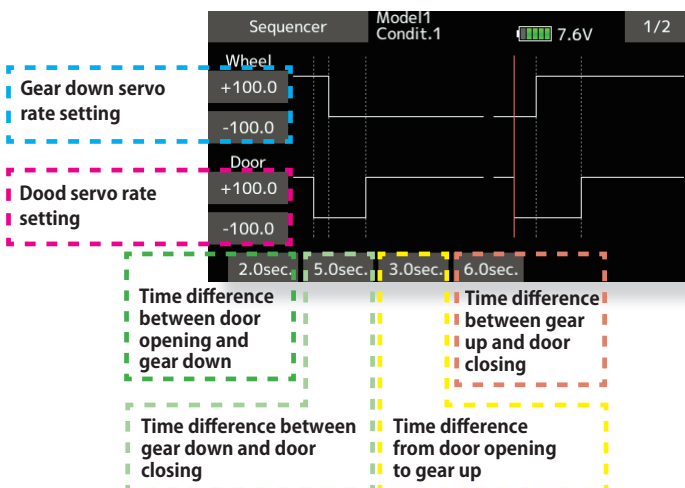 Sequencer
Model1
Condit.1
7.6V
1/2
Wheel
+100.0
-100.0
Door
+100.0
-100.0
2.0sec.
5.0sec.
3.0sec.
6.0sec.
Gear down servo
rate setting
Dood servo rate
setting
Time difference
between door
opening and
gear down
Time difference
between gear
up and door
closing
Time difference between
gear down and door
closing
Time difference
from door opening
to gear up